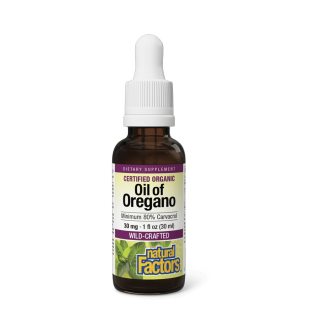 DIETARY SUPPLEMENT
CERTIFIED ORGANIC
Oil of
Oregano
Minimum 80% Carvacrol
30 mg · 1 fl oz (30 ml)
WILD-CRAFTED
natural
Factors